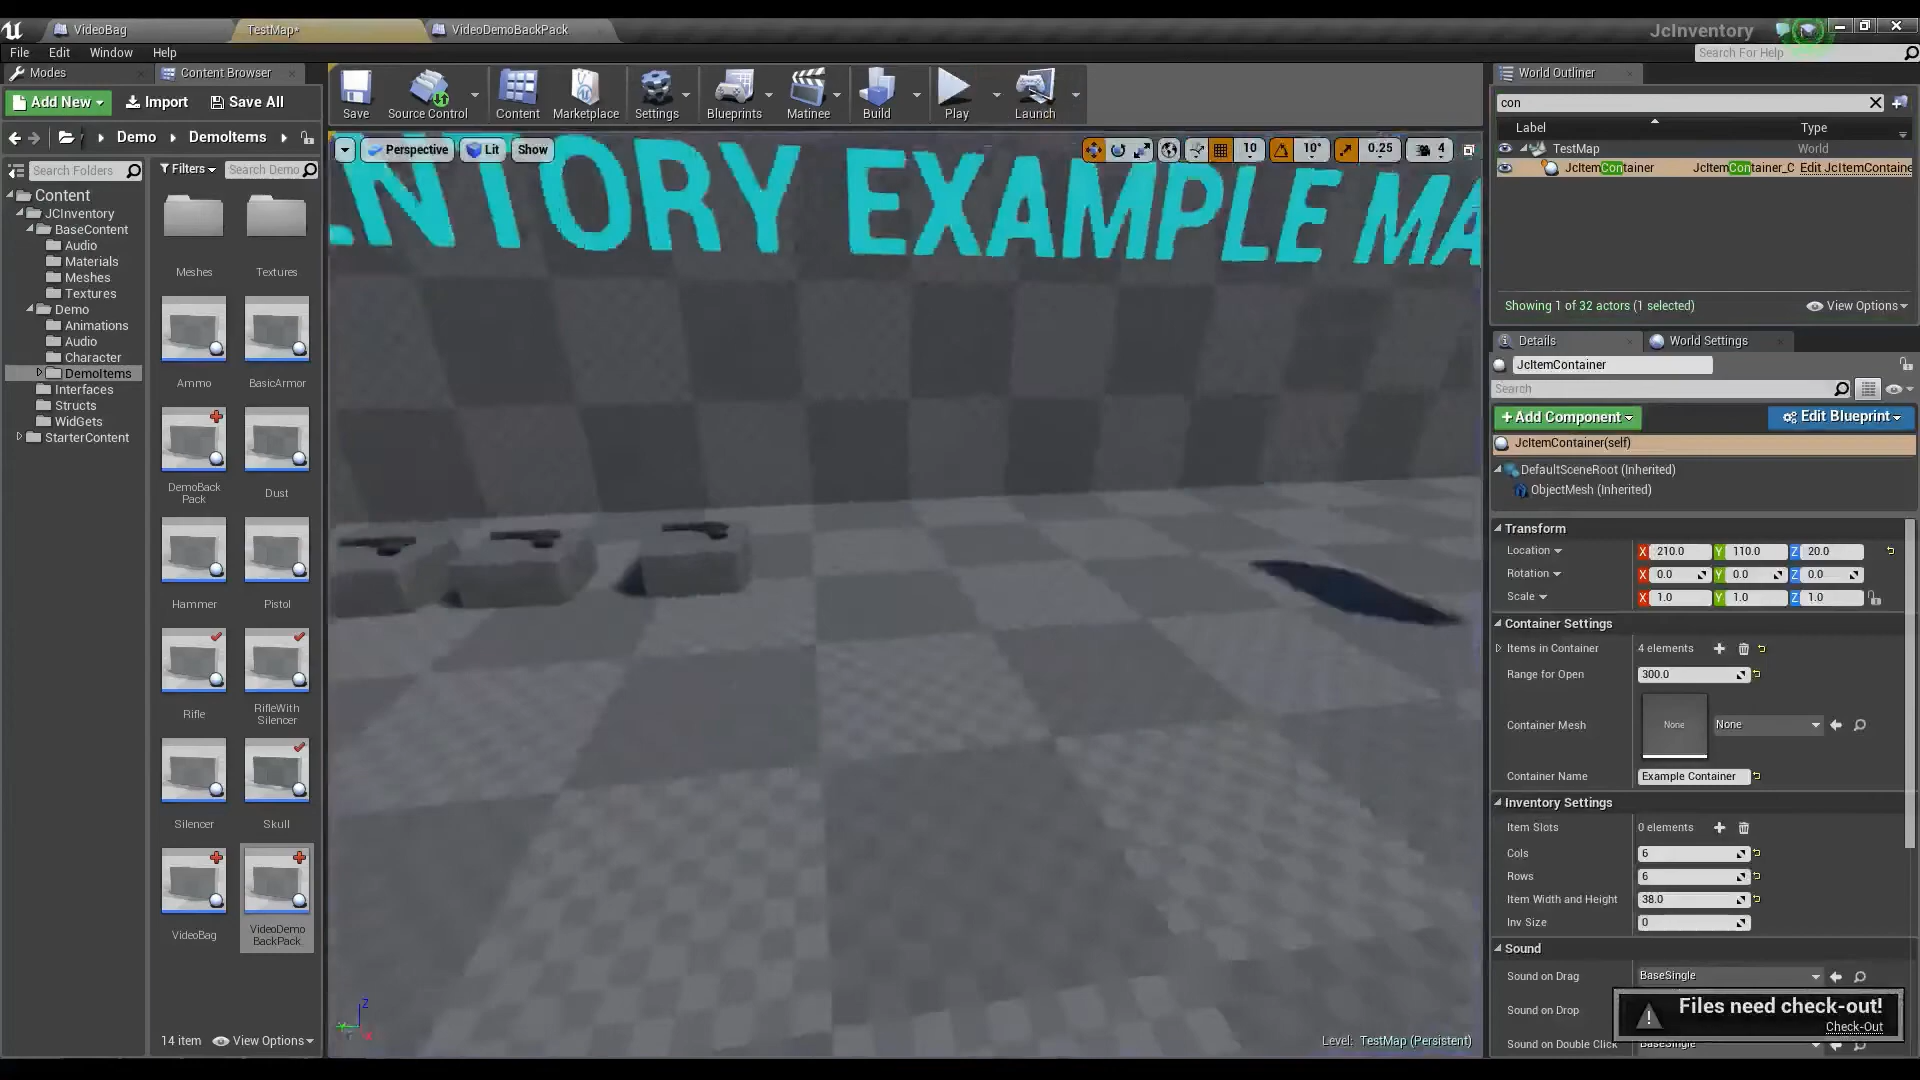 VideoBag
TestMap*
VideoDemoBackPack
JcInventory
File Edit Window Help
Search For Help
Modes
Content Browser
Add New
Import
Save All
Demo
DemoItems
Search Folders
Filters
Search Demo
Content
JCInventory
BaseContent
Audio
Materials
Meshes
Textures
Demo
Animations
Audio
Character
DemoItems
Interfaces
Structs
WidGets
StarterContent
Meshes
Textures
Ammo
BasicArmor
DemoBack
Pack
Dust
Hammer
Pistol
Rifle
RifleWith
Silencer
Silencer
Skull
VideoBag
VideoDemo
BackPack
14 item
View Options
Save
Source Control
Content
Marketplace
Settings
Blueprints
Matinee
Build
Play
Launch
Perspective
Lit
Show
10
10°
0.25
4
NTORY EXAMPLE MA
Z
X
Level: TestMap (Persistent)
World Outliner
con
Label Type
TestMap World
JcItemContainer JcItemContainer_C Edit JcItemContaine
Showing 1 of 32 actors (1 selected)
View Options
Details
World Settings
JcItemContainer
Search
+Add Component
Edit Blueprint
JcItemContainer(self)
DefaultSceneRoot (Inherited)
ObjectMesh (Inherited)
Transform
Location X 210.0 Y 110.0 Z 20.0
Rotation X 0.0 Y 0.0 Z 0.0
Scale X 1.0 Y 1.0 Z 1.0
Container Settings
Items in Container 4 elements
Range for Open 300.0
Container Mesh None None
Container Name Example Container
Inventory Settings
Item Slots 0 elements
Cols 6
Rows 6
Item Width and Height 38.0
Inv Size 0
Sound
Sound on Drag BaseSingle
Sound on Drop
Sound on Double Click BaseSingle
Files need check-out!
Check-Out